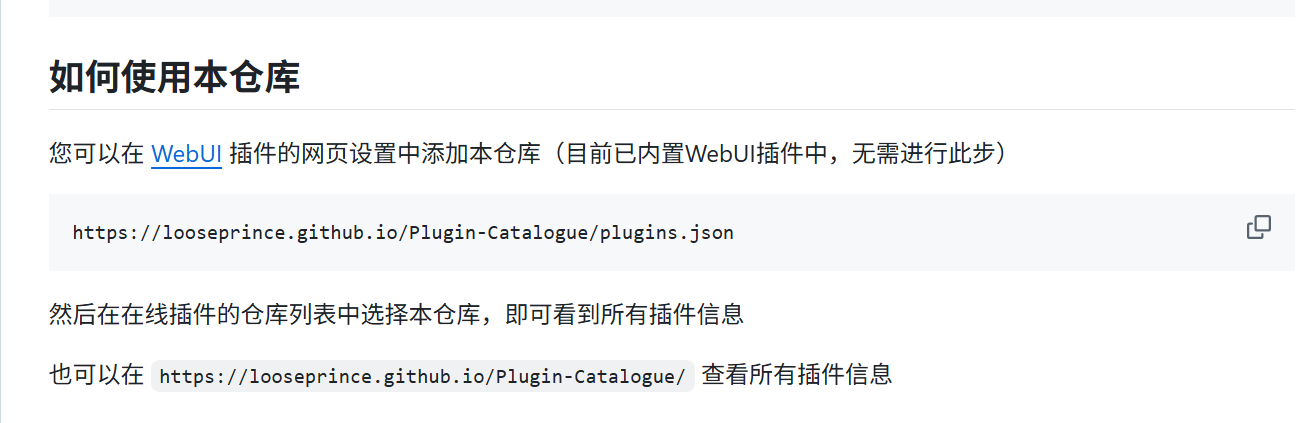 如何使用本仓库
您可以在 WebUI 插件的网页设置中添加本仓库（目前已内置WebUI插件中，无需进行此步）
https://looseprince.github.io/Plugin-Catalogue/plugins.json
然后在在线插件的仓库列表中选择本仓库，即可看到所有插件信息
也可以在 https://looseprince.github.io/Plugin-Catalogue/ 查看所有插件信息